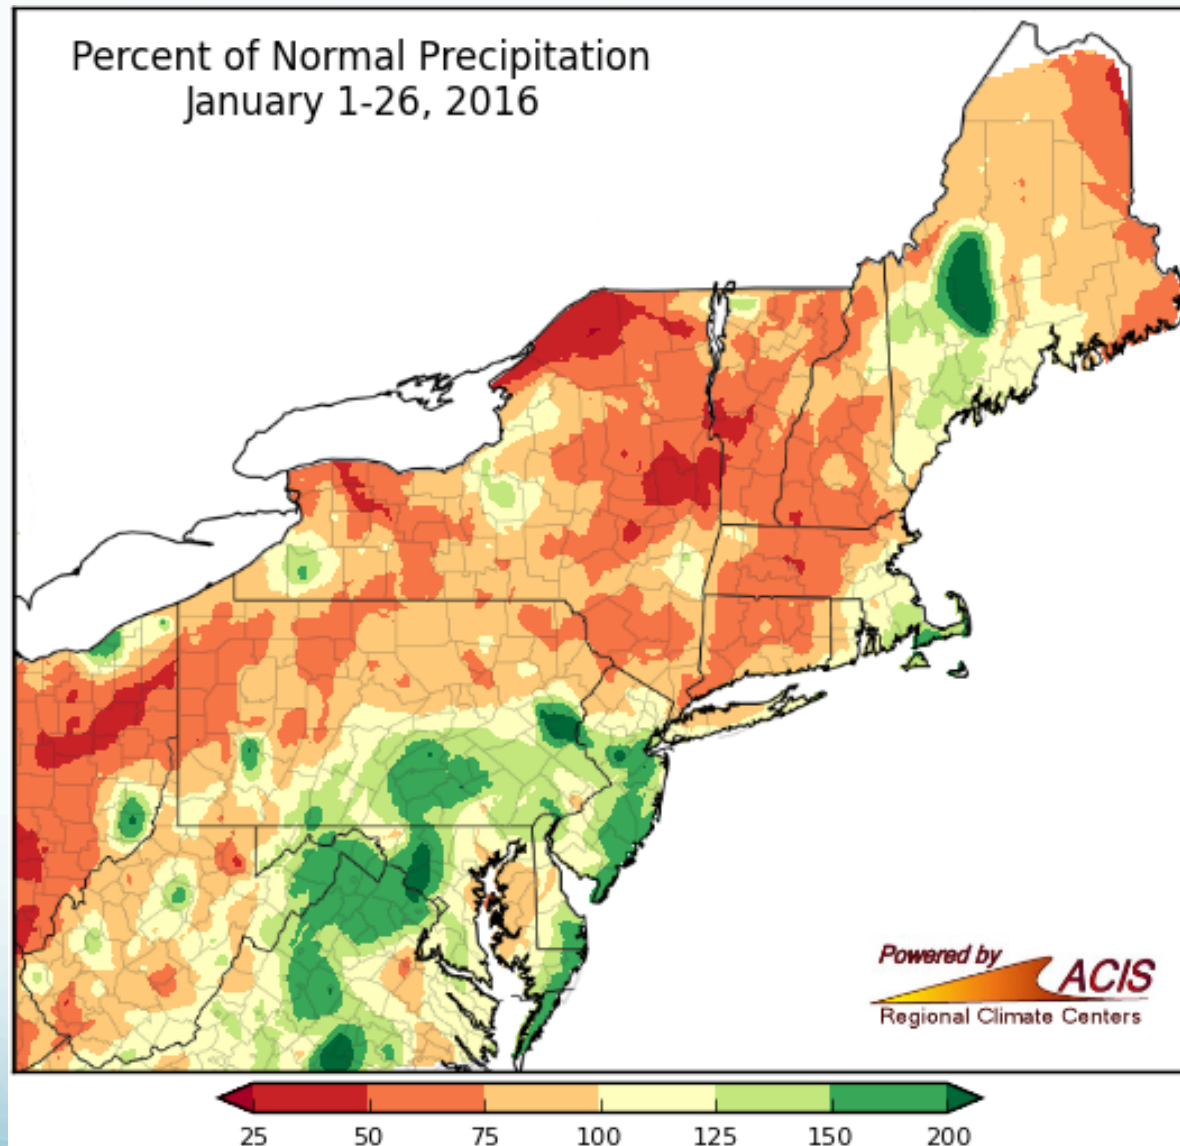 Percent of Normal Precipitation
January 1-26, 2016
Powered by
ACIS
Regional Climate Centers
25 50 75 100 125 150 200